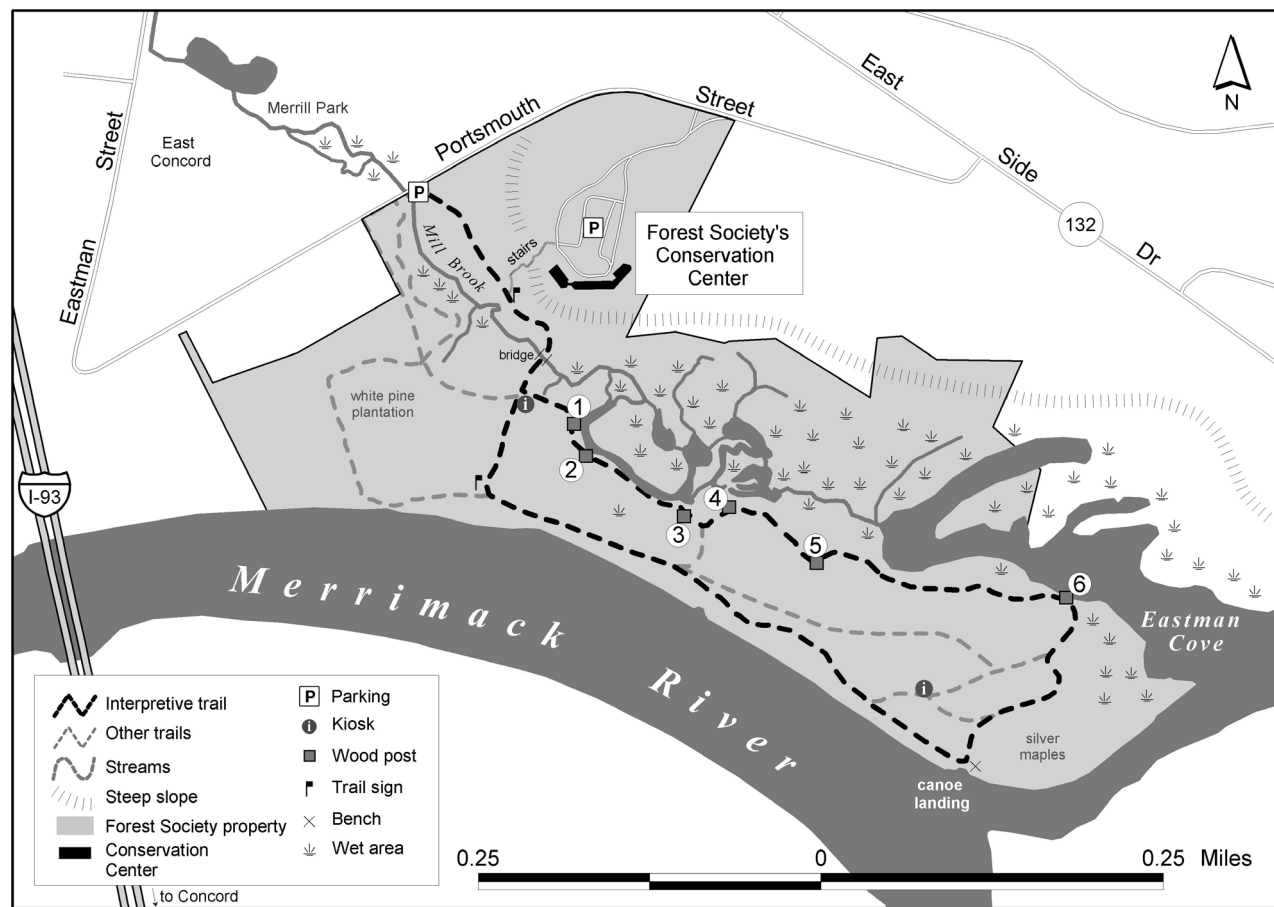 N
Portsmouth
Street
East
Side
Dr
132
Merrill Park
East
Concord
Eastman
Street
P
Mill Brook
stairs
P
Forest Society's
Conservation
Center
bridge
white pine
plantation
i
1
2
3
4
5
6
I-93
Merrimack
River
Eastman
Cove
i
silver
maples
canoe
landing
Interpretive trail
Other trails
Streams
Steep slope
Forest Society property
Conservation
Center
P Parking
i Kiosk
Wood post
Trail sign
Bench
Wet area
0.25 0 0.25 Miles
to Concord